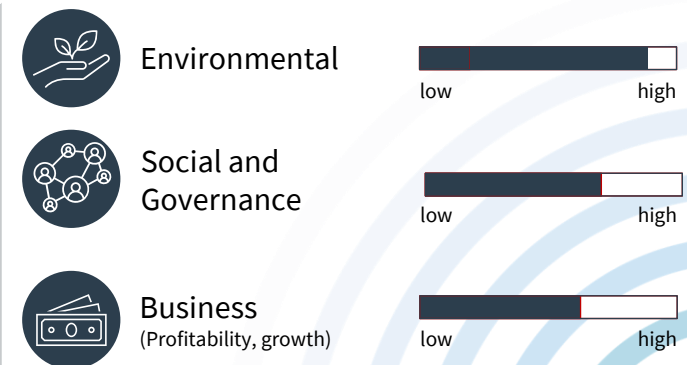 Environmental
low high
Social and
Governance
low high
Business
(Profitability, growth)
low high